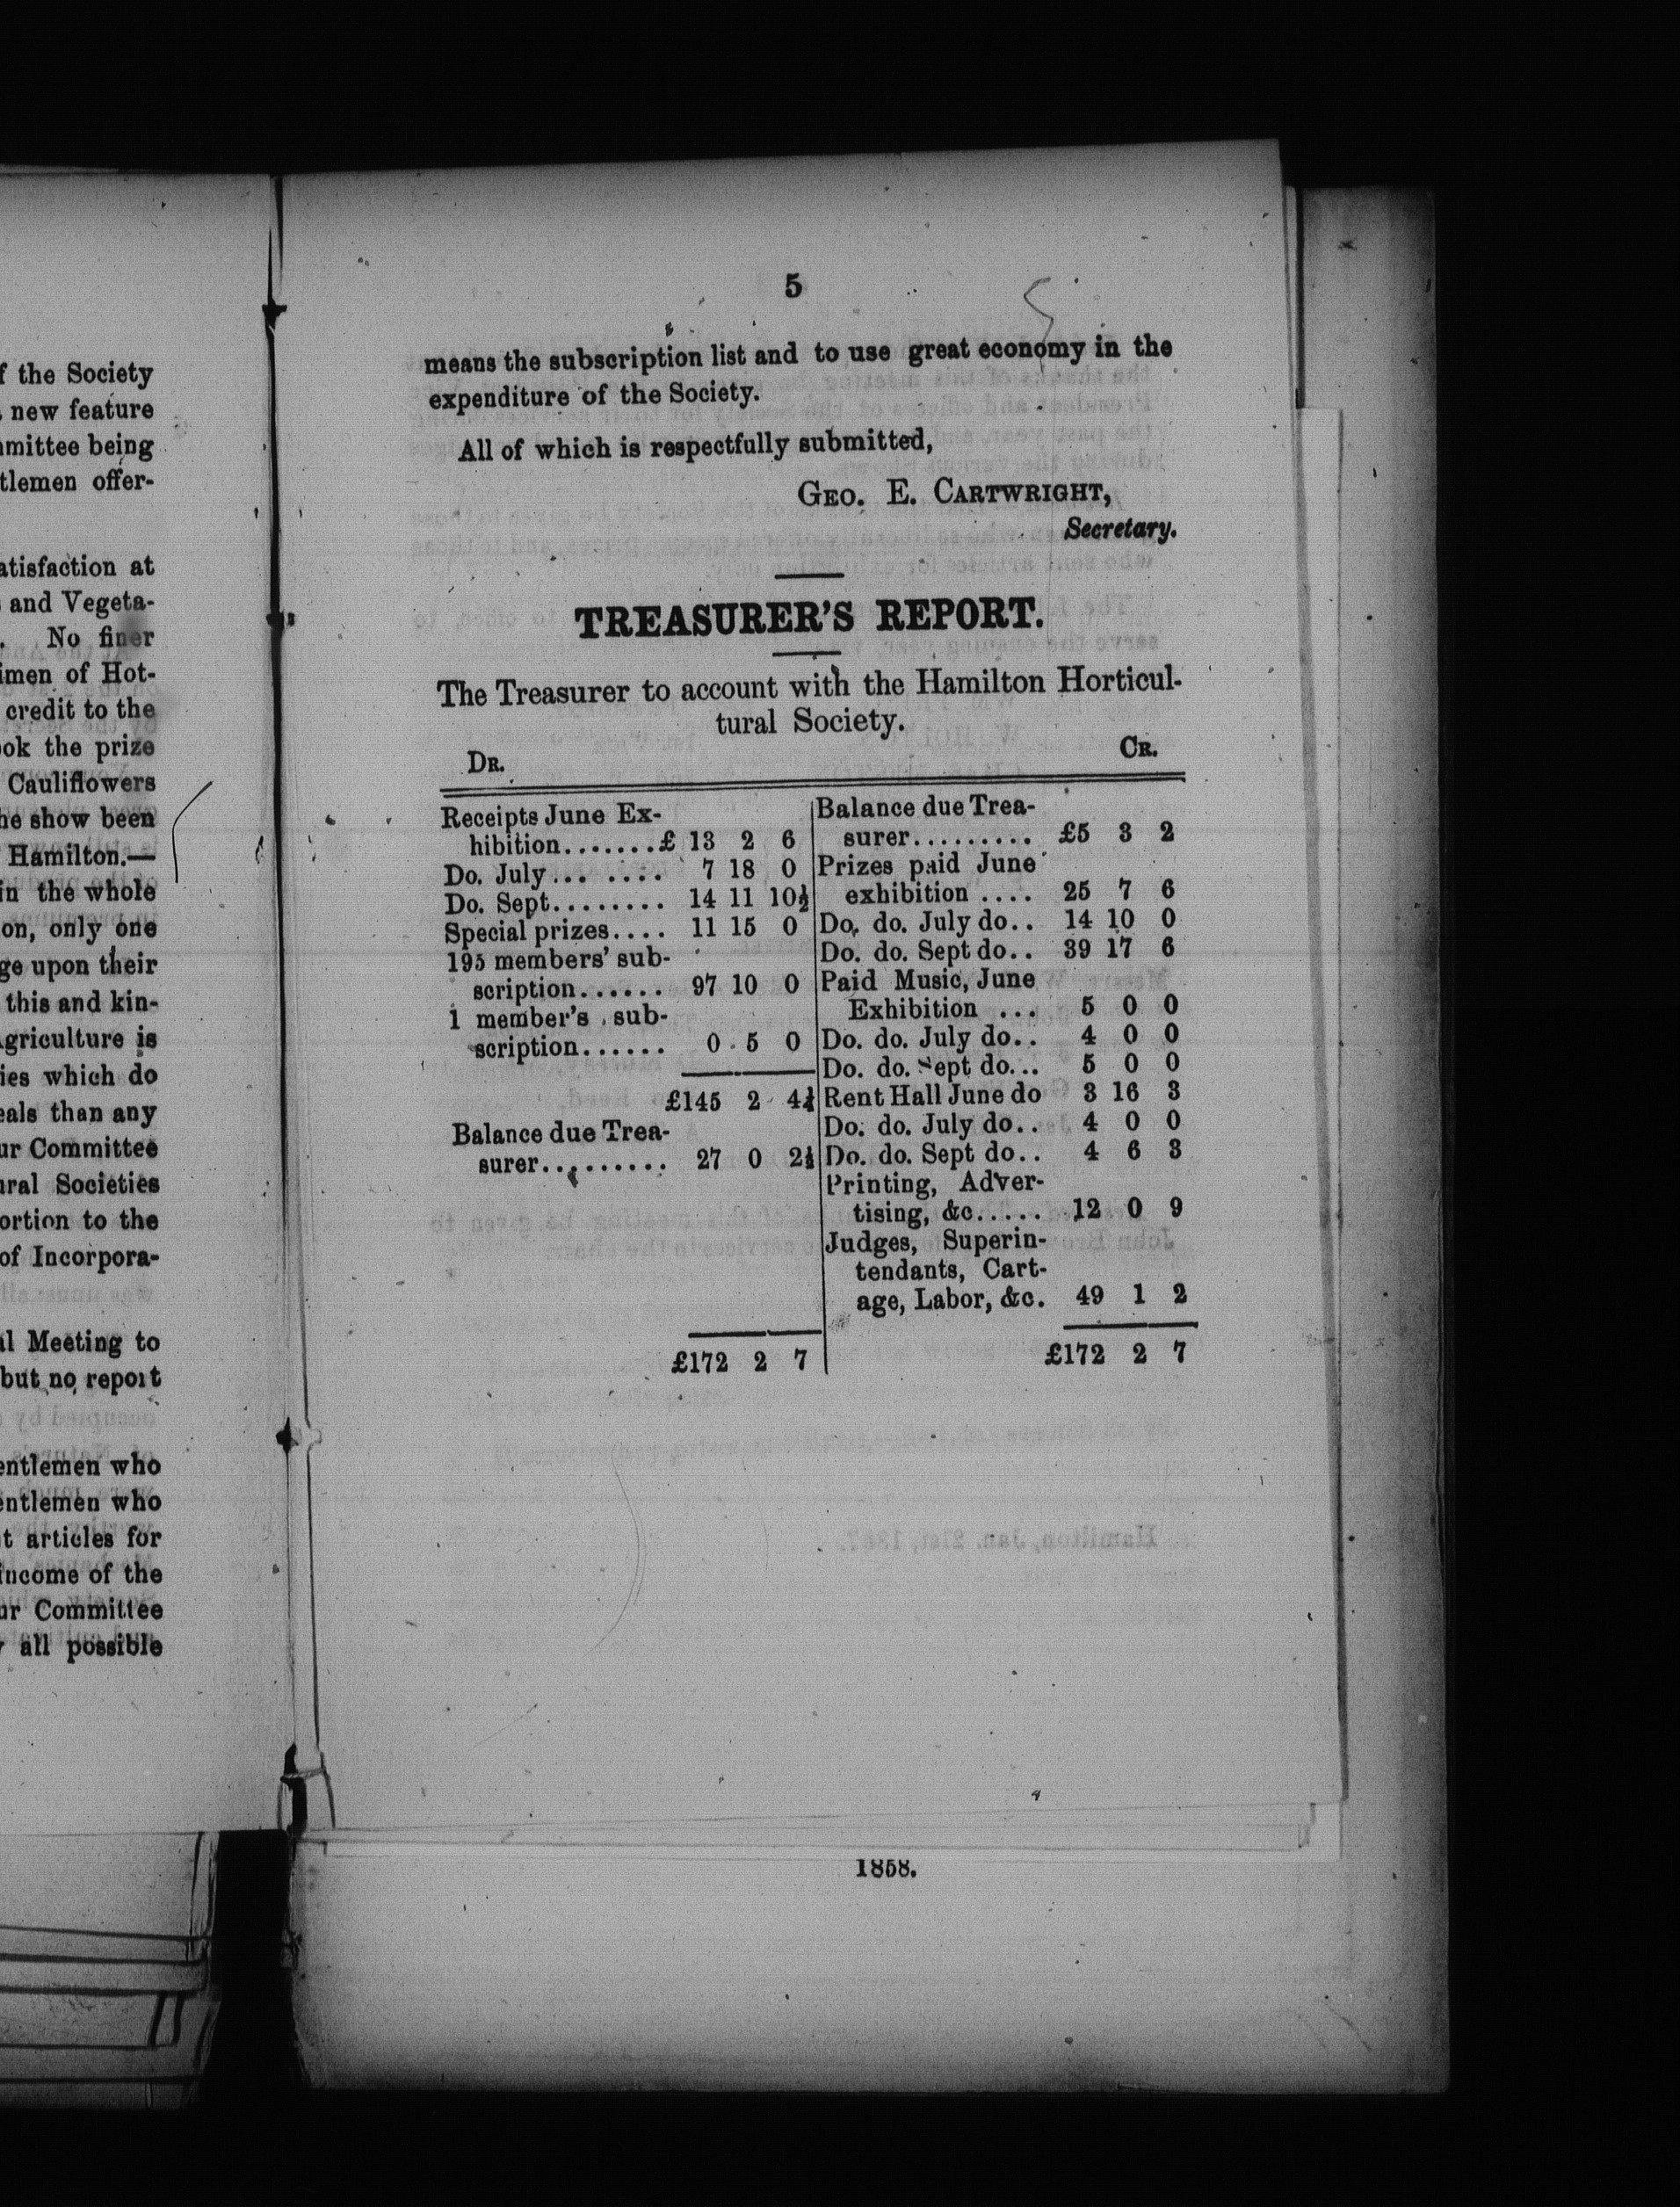 f the Society
new feature
mmittee being
tlemen offer-
atisfaction at
and Vegeta-
No finer
imen of Hot-
credit to the
ook the prize
Cauliflowers
he show been
Hamilton.—
in the whole
on, only one
ge upon their
this and kin-
Agriculture is
ies which do
eals than any
ur Committee
ural Societies
ortion to the
of Incorpora-
al Meeting to
but no report
entlemen who
entlemen who
t articles for
income of the
ur Committee
all possible
5
means the subscription list and to use great economy in the
expenditure of the Society.
All of which is respectfully submitted,
GEO. E. CARTWRIGHT,
Secretary.
TREASURER'S REPORT.
The Treasurer to account with the Hamilton Horticul-
tural Society.
DR.
CR.
Receipts June Ex-
hibition.......£ 13 2 6
Do. July... .... 7 18 0
Do. Sept........ 14 11 10½
Special prizes.... 11 15 0
195 members' sub-
scription...... 97 10 0
1 member's sub-
scription...... 0 5 0
£145 2 4½
Balance due Trea-
surer......... 27 0 2½
£172 2 7
Balance due Trea-
surer......... £5 3 2
Prizes paid June
exhibition .... 25 7 6
Do. do. July do.. 14 10 0
Do. do. Sept do.. 39 17 6
Paid Music, June
Exhibition ... 5 0 0
Do. do. July do.. 4 0 0
Do. do. Sept do... 5 0 0
Rent Hall June do 3 16 3
Do. do. July do.. 4 0 0
Do. do. Sept do.. 4 6 3
Printing, Adver-
tising, &c..... 12 0 9
Judges, Superin-
tendants, Cart-
age, Labor, &c. 49 1 2
£172 2 7
1858.